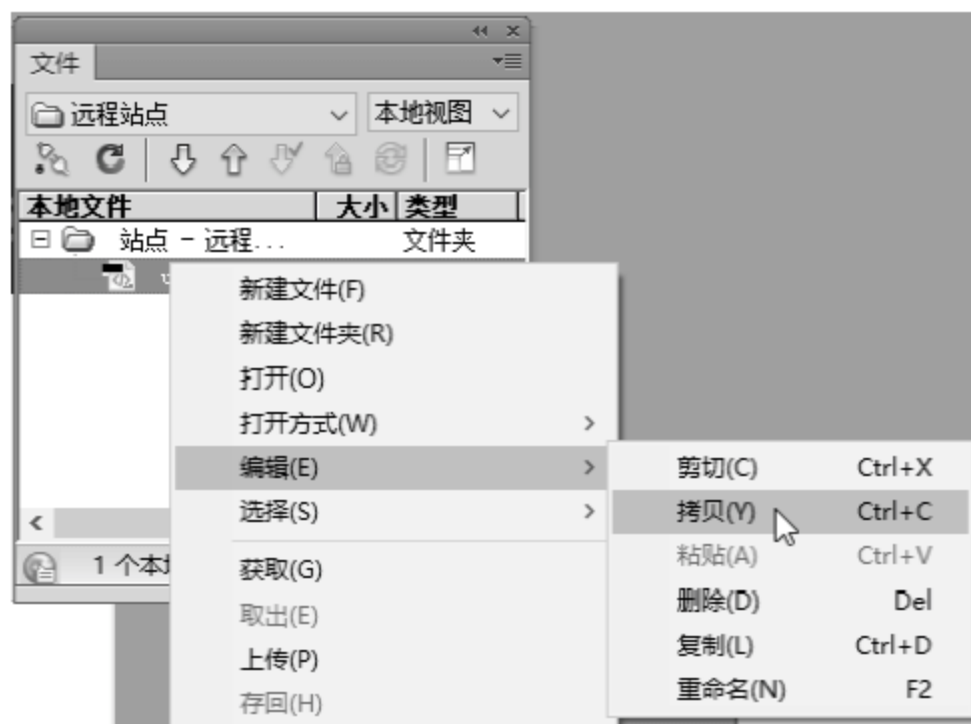 文件
远程站点 本地视图
本地文件 大小 类型
站点 - 远程... 文件夹
新建文件(F)
新建文件夹(R)
打开(O)
打开方式(W)
编辑(E)
选择(S)
获取(G)
取出(E)
上传(P)
存回(H)
剪切(C) Ctrl+X
拷贝(Y) Ctrl+C
粘贴(A) Ctrl+V
删除(D) Del
复制(L) Ctrl+D
重命名(N) F2
1 个本